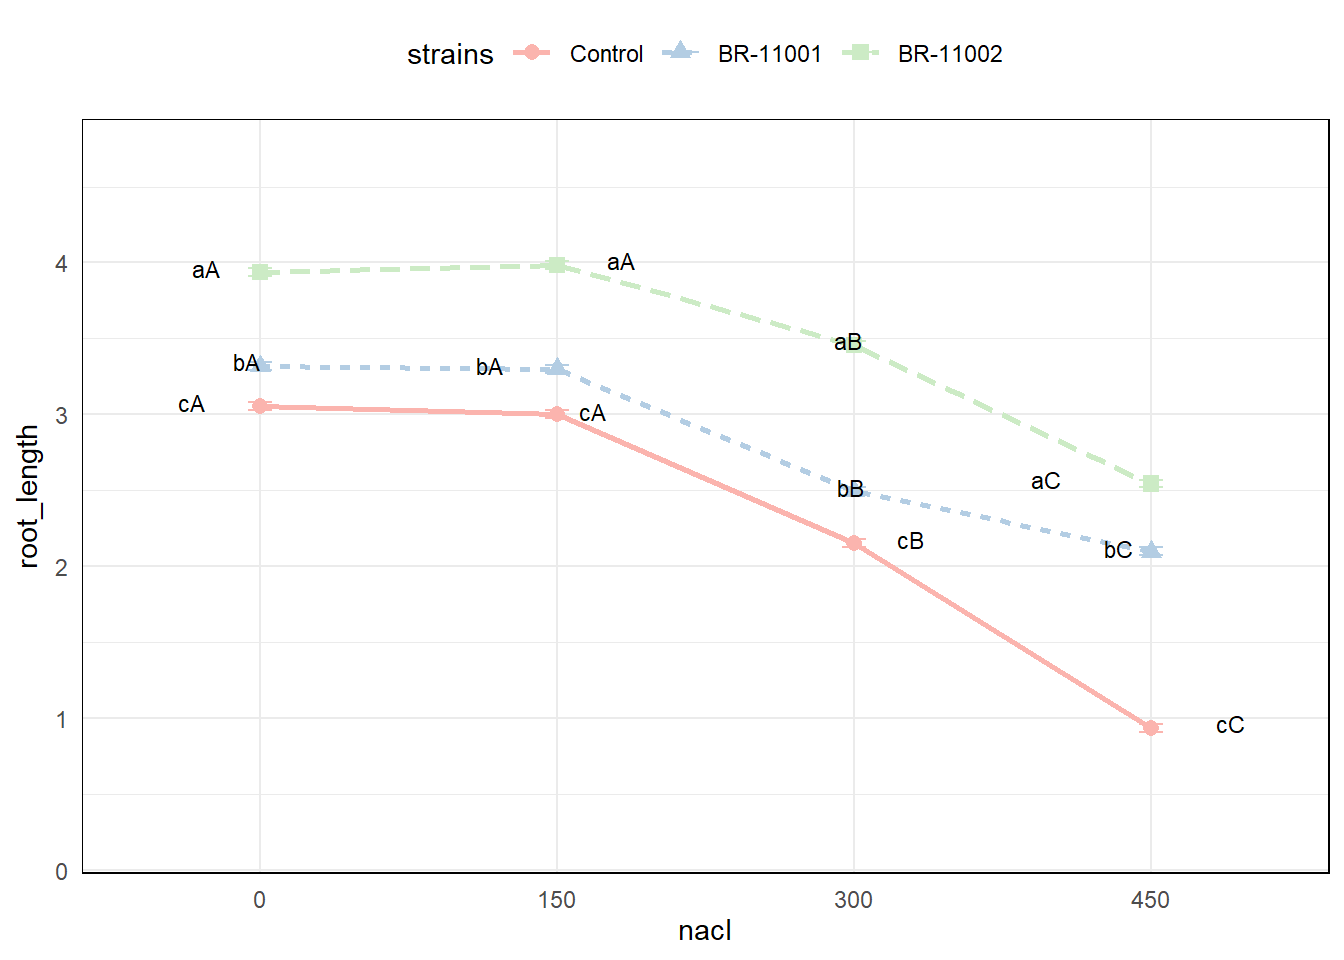 strains Control BR-11001 BR-11002
4
aA aA
aB
bA bA
3
cA cA
bB
aC
root_length
cB
2
bC
1
cC
0
0 150 300 450
nacl